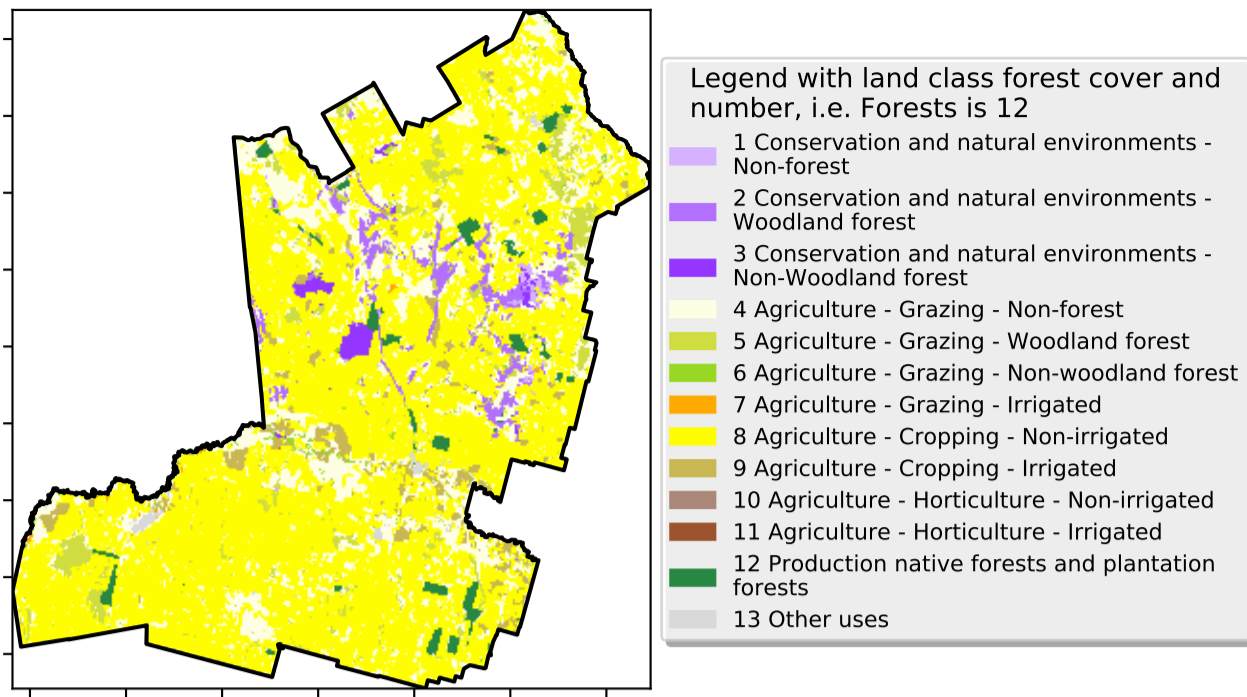 Legend with land class forest cover and
number, i.e. Forests is 12
1 Conservation and natural environments -
Non-forest
2 Conservation and natural environments -
Woodland forest
3 Conservation and natural environments -
Non-Woodland forest
4 Agriculture - Grazing - Non-forest
5 Agriculture - Grazing - Woodland forest
6 Agriculture - Grazing - Non-woodland forest
7 Agriculture - Grazing - Irrigated
8 Agriculture - Cropping - Non-irrigated
9 Agriculture - Cropping - Irrigated
10 Agriculture - Horticulture - Non-irrigated
11 Agriculture - Horticulture - Irrigated
12 Production native forests and plantation
forests
13 Other uses